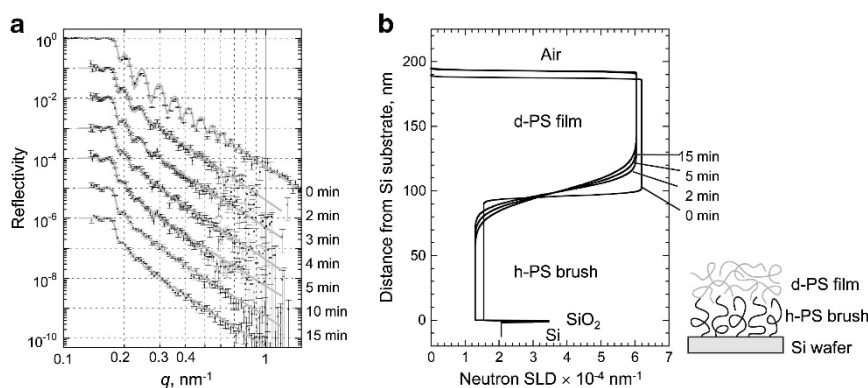 a
10⁰
10⁻²
10⁻⁴
10⁻⁶
10⁻⁸
10⁻¹⁰
Reflectivity
0.1
0.2
0.3
0.4
1
q, nm⁻¹
0 min
2 min
3 min
4 min
5 min
10 min
15 min
b
200
150
100
50
0
Distance from Si substrate, nm
0 1 2 3 4 5 6 7
Neutron SLD × 10⁻⁴ nm⁻¹
Air
d-PS film
15 min
5 min
2 min
0 min
h-PS brush
SiO₂
Si
d-PS film
h-PS brush
Si wafer